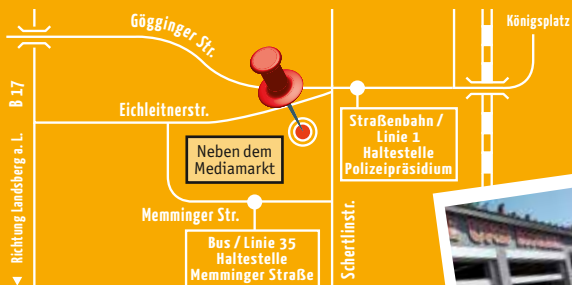 Gögginger Str.
Königsplatz
B 17
Eichleitnerstr.
Straßenbahn /
Linie 1
Haltestelle
Polizeipräsidium
Neben dem
Mediamarkt
Richtung Landsberg a. L.
Memminger Str.
Schertlinstr.
Bus / Linie 35
Haltestelle
Memminger Straße